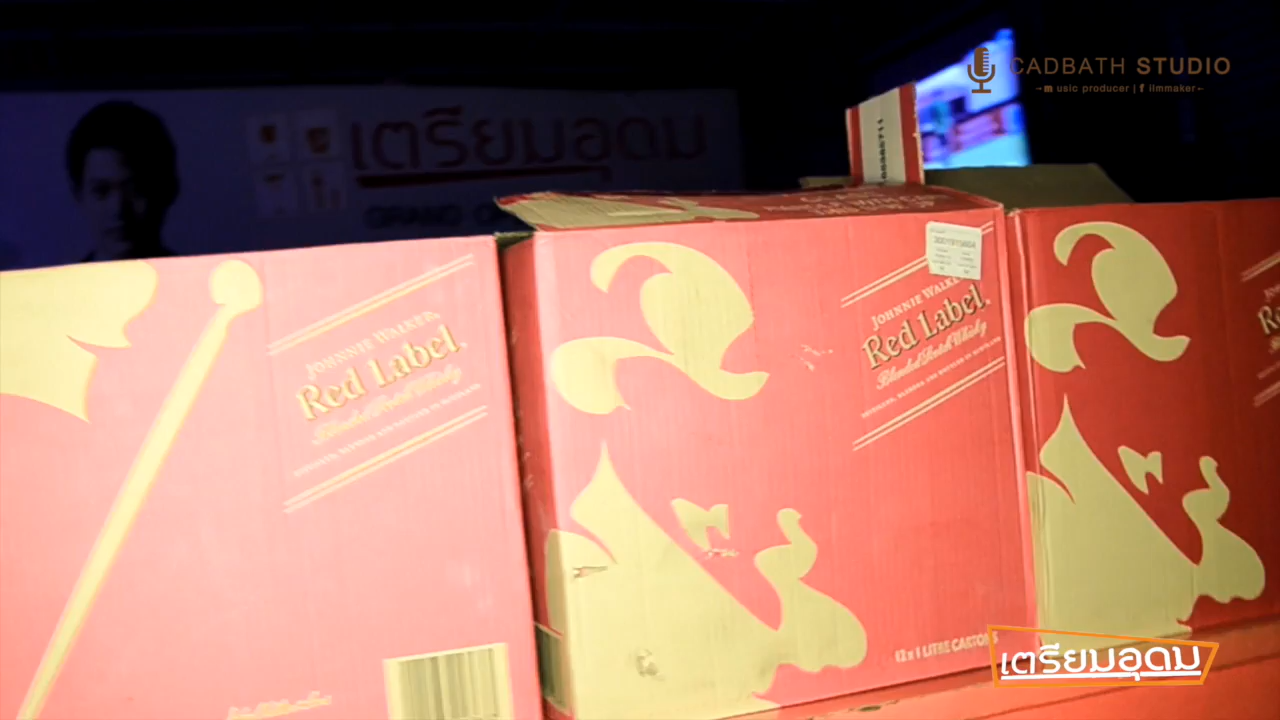 CADBATH STUDIO
music producer | filmmaker
เตรียมอุดม
GRAND O
JOHNNIE WALKER
Red Label
Blended Scotch Whisky
JOHNNIE WALKER
Red Label
Blended Scotch Whisky
12 x 1 LITRE CARTONS
เตรียมอุดม